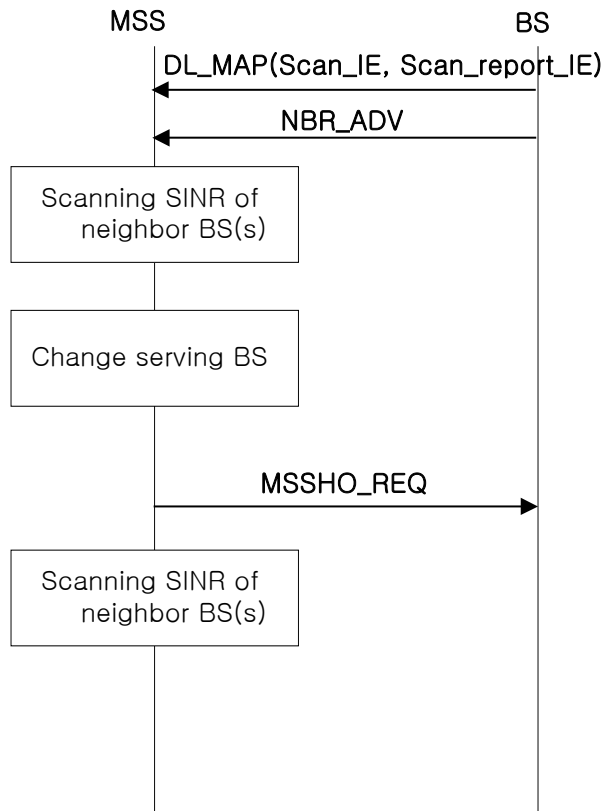 MSS
BS
DL_MAP(Scan_IE, Scan_report_IE)
NBR_ADV
Scanning SINR of
neighbor BS(s)
Change serving BS
MSSHO_REQ
Scanning SINR of
neighbor BS(s)